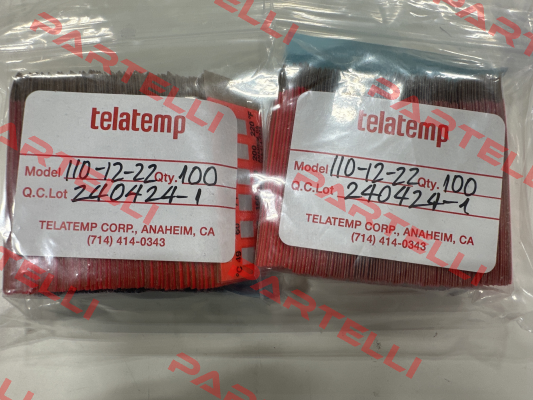 telatemp
Model 110-12-22 Qty. 100
Q.C. Lot 240424-1
TELATEMP CORP., ANAHEIM, CA
(714) 414-0343
telatemp
Model 110-12-22 Qty. 100
Q.C. Lot 240424-1
TELATEMP CORP., ANAHEIM, CA
(714) 414-0343
PARTELLI
PARTELLI
PARTELLI
PARTELLI
PARTELLI